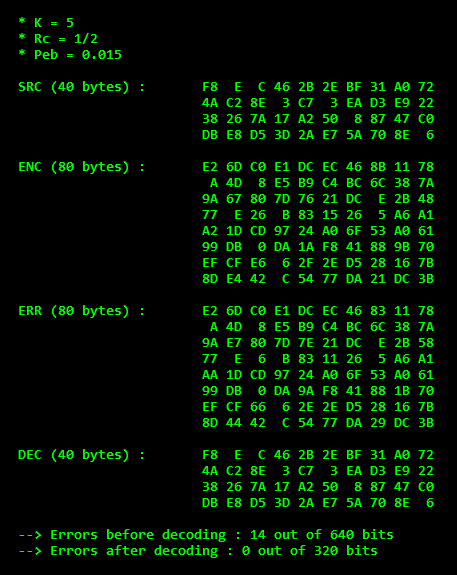 * K = 5
* Rc = 1/2
* Peb = 0.015
SRC (40 bytes) : F8 E C 46 2B 2E BF 31 A0 72
4A C2 8E 3 C7 3 EA D3 E9 22
38 26 7A 17 A2 50 8 87 47 C0
DB E8 D5 3D 2A E7 5A 70 8E 6
ENC (80 bytes) : E2 6D C0 E1 DC EC 46 8B 11 78
A 4D 8 E5 B9 C4 BC 6C 38 7A
9A 67 80 7D 76 21 DC E 2B 48
77 E 26 B 83 15 26 5 A6 A1
A2 1D CD 97 24 A0 6F 53 A0 61
99 DB 0 DA 1A F8 41 88 9B 70
EF CF E6 6 2F 2E D5 28 16 7B
8D E4 42 C 54 77 DA 21 DC 3B
ERR (80 bytes) : E2 6D C0 E1 DC EC 46 83 11 78
A 4D 8 E5 B9 C4 BC 6C 38 7A
9A E7 80 7D 7E 21 DC E 2B 58
77 E 6 B 83 11 26 5 A6 A1
AA 1D CD 97 24 A0 6F 53 A0 61
99 DB 0 DA 9A F8 41 88 1B 70
EF CF 66 6 2E 2E D5 28 16 7B
8D 44 42 C 54 77 DA 29 DC 3B
DEC (40 bytes) : F8 E C 46 2B 2E BF 31 A0 72
4A C2 8E 3 C7 3 EA D3 E9 22
38 26 7A 17 A2 50 8 87 47 C0
DB E8 D5 3D 2A E7 5A 70 8E 6
--> Errors before decoding : 14 out of 640 bits
--> Errors after decoding : 0 out of 320 bits